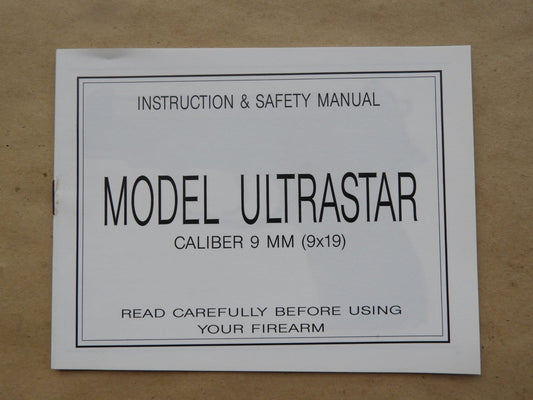 INSTRUCTION & SAFETY MANUAL
MODEL ULTRASTAR
CALIBER 9 MM (9x19)
READ CAREFULLY BEFORE USING
YOUR FIREARM